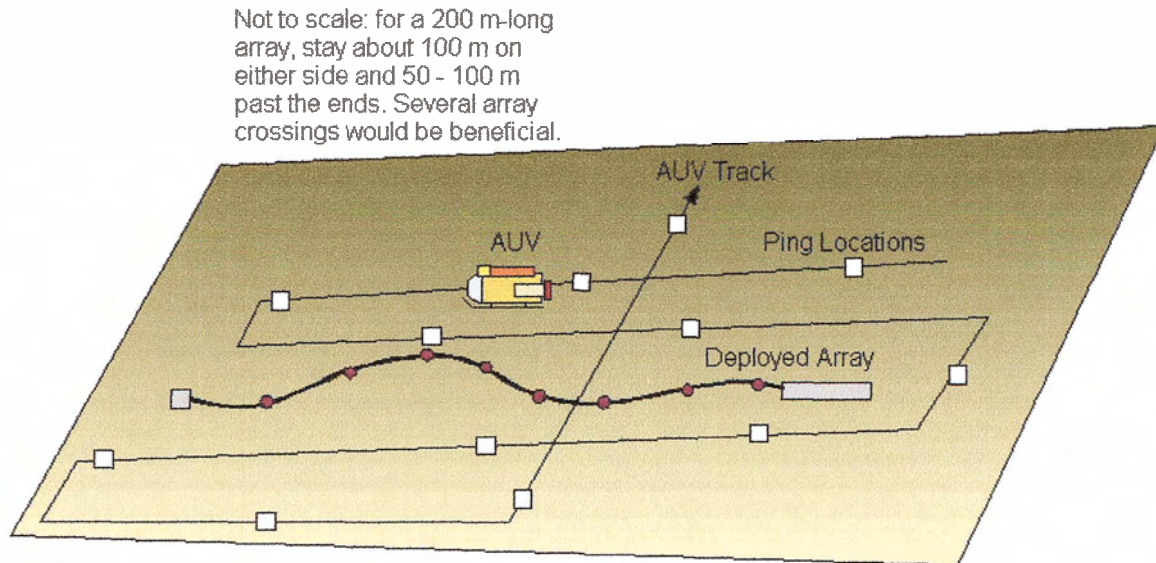 Not to scale: for a 200 m-long
array, stay about 100 m on
either side and 50 - 100 m
past the ends. Several array
crossings would be beneficial.
AUV Track
AUV
Ping Locations
Deployed Array